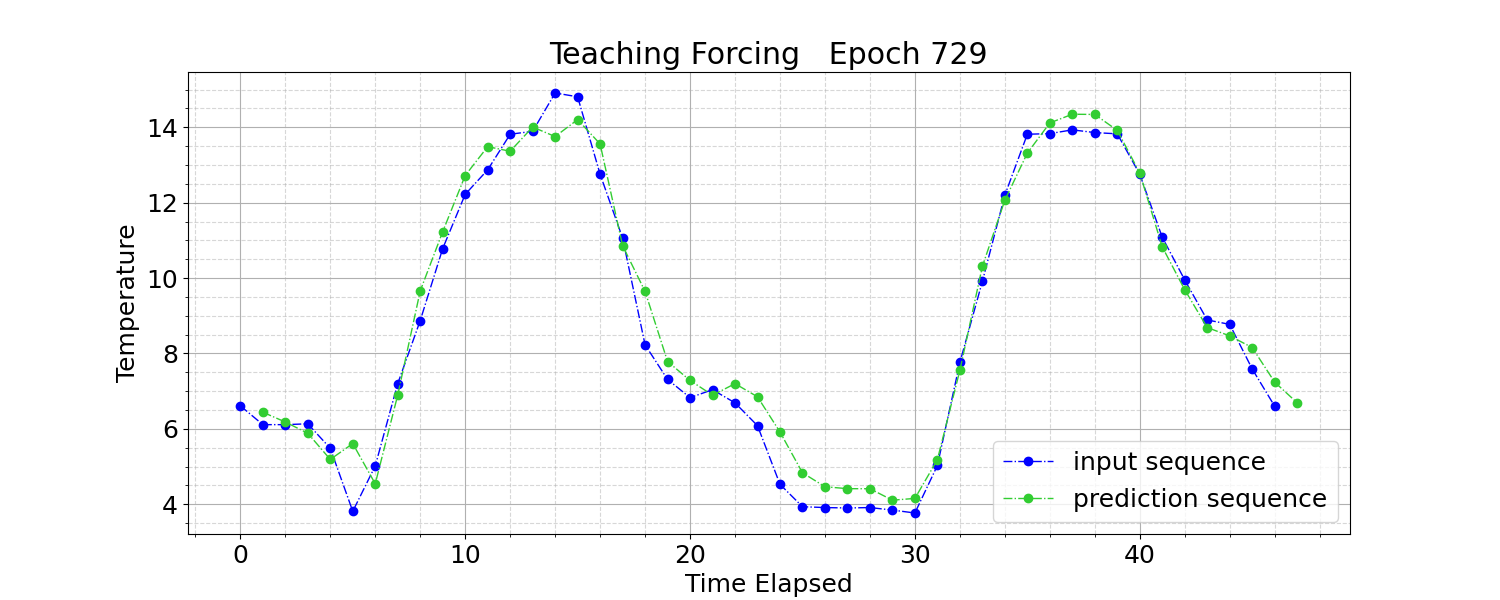 Teaching Forcing   Epoch 729
14
12
10
8
6
4
Temperature
input sequence
prediction sequence
0 10 20 30 40
Time Elapsed